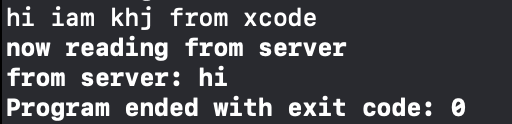 hi iam khj from xcode
now reading from server
from server: hi
Program ended with exit code: 0